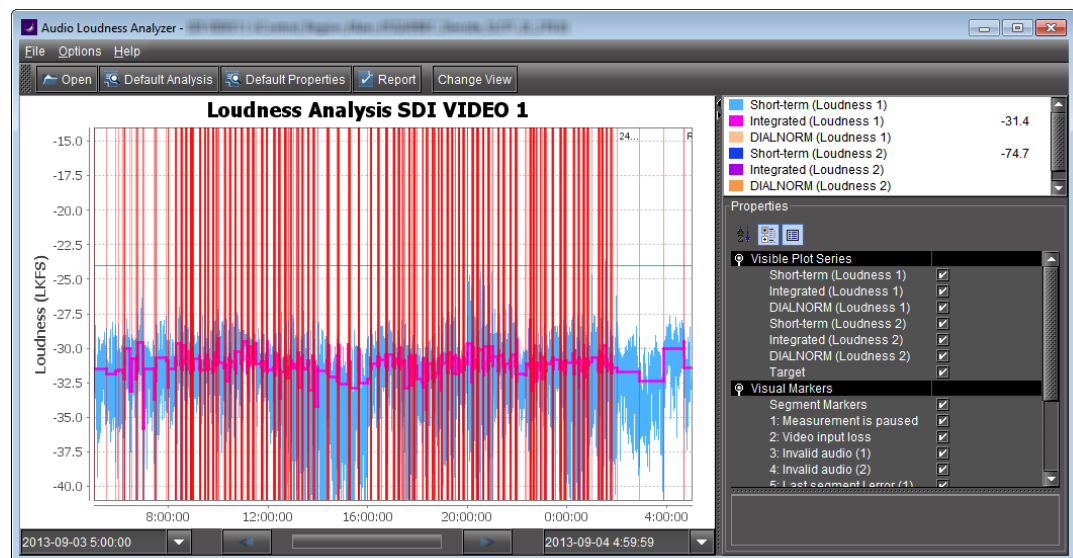 Audio Loudness Analyzer -
File Options Help
Open Default Analysis Default Properties Report Change View
Loudness Analysis SDI VIDEO 1
Loudness (LKFS)
-15.0
-17.5
-20.0
-22.5
-25.0
-27.5
-30.0
-32.5
-35.0
-37.5
-40.0
24...
R
8:00:00 12:00:00 16:00:00 20:00:00 0:00:00 4:00:00
2013-09-03 5:00:00
2013-09-04 4:59:59
Short-term (Loudness 1)
Integrated (Loudness 1) -31.4
DIALNORM (Loudness 1)
Short-term (Loudness 2) -74.7
Integrated (Loudness 2)
DIALNORM (Loudness 2)
Properties
Visible Plot Series
Short-term (Loudness 1)
Integrated (Loudness 1)
DIALNORM (Loudness 1)
Short-term (Loudness 2)
Integrated (Loudness 2)
DIALNORM (Loudness 2)
Target
Visual Markers
Segment Markers
1: Measurement is paused
2: Video input loss
3: Invalid audio (1)
4: Invalid audio (2)
5: Last segment I error (1)